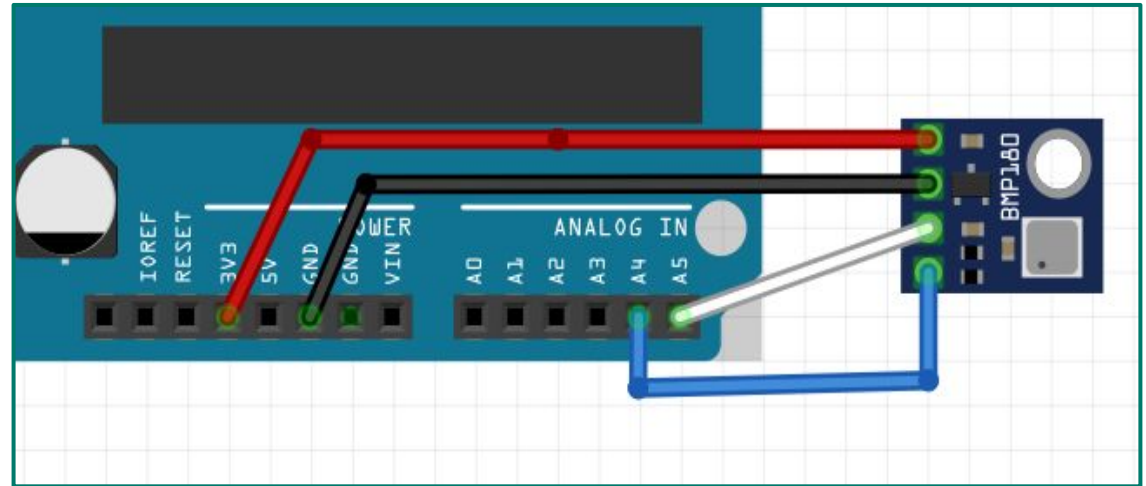 IOREF
RESET
3V3
5V
GND
GND
VIN
POWER
A0
A1
A2
A3
A4
A5
ANALOG IN
BMP180